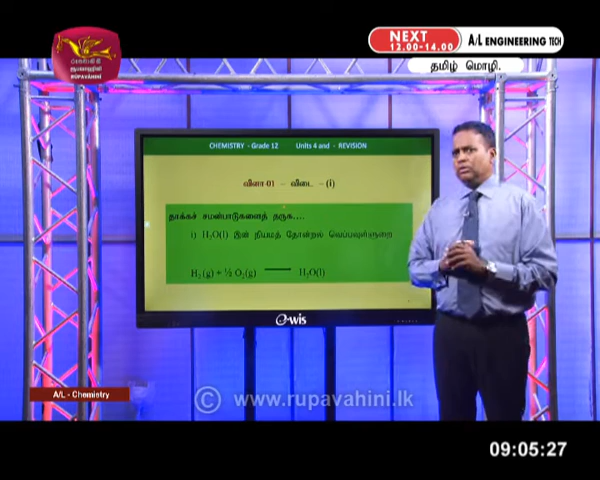 NEXT
12.00-14.00
A/L ENGINEERING TECH
தமிழ் மொழி.
RUPAVAHINI
CHEMISTRY - Grade 12 Units 4 and - REVISION
வினா-01 – விடை – (i)
தாக்கச் சமன்பாடுகளைத் தருக....
i) H₂O(l) இன் நியமத் தோன்றல் வெப்பவுள்ளுறை
H₂(g) + ½ O₂(g) —— H₂O(l)
e-wis
A/L - Chemistry
© www.rupavahini.lk
09:05:27